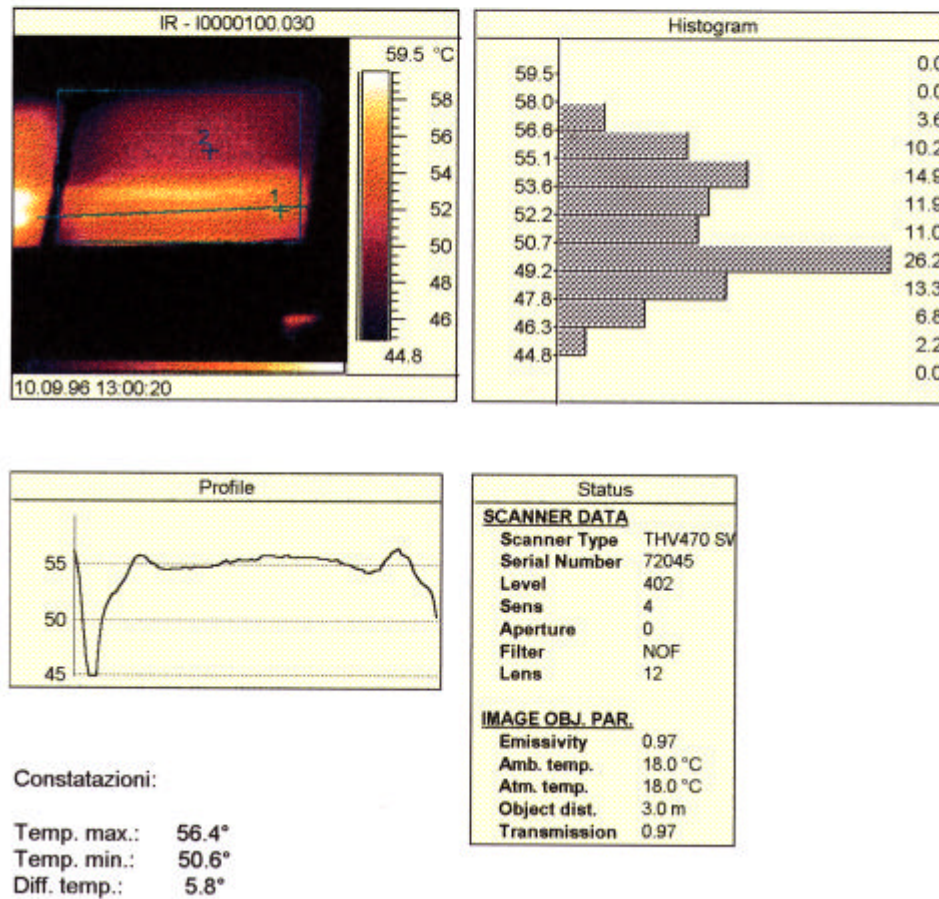 IR - I0000100.030
59.5 °C
58
56
54
52
50
48
46
44.8
2
1
10.09.96 13:00:20
Histogram
59.5
58.0
56.6
55.1
53.6
52.2
50.7
49.2
47.8
46.3
44.8
0.0
0.0
3.6
10.2
14.9
11.9
11.0
26.2
13.3
6.8
2.2
0.0
Profile
55
50
45
Status
SCANNER DATA
Scanner Type THV470 SW
Serial Number 72045
Level 402
Sens 4
Aperture 0
Filter NOF
Lens 12
IMAGE OBJ. PAR.
Emissivity 0.97
Amb. temp. 18.0 °C
Atm. temp. 18.0 °C
Object dist. 3.0 m
Transmission 0.97
Constatazioni:
Temp. max.: 56.4°
Temp. min.: 50.6°
Diff. temp.: 5.8°